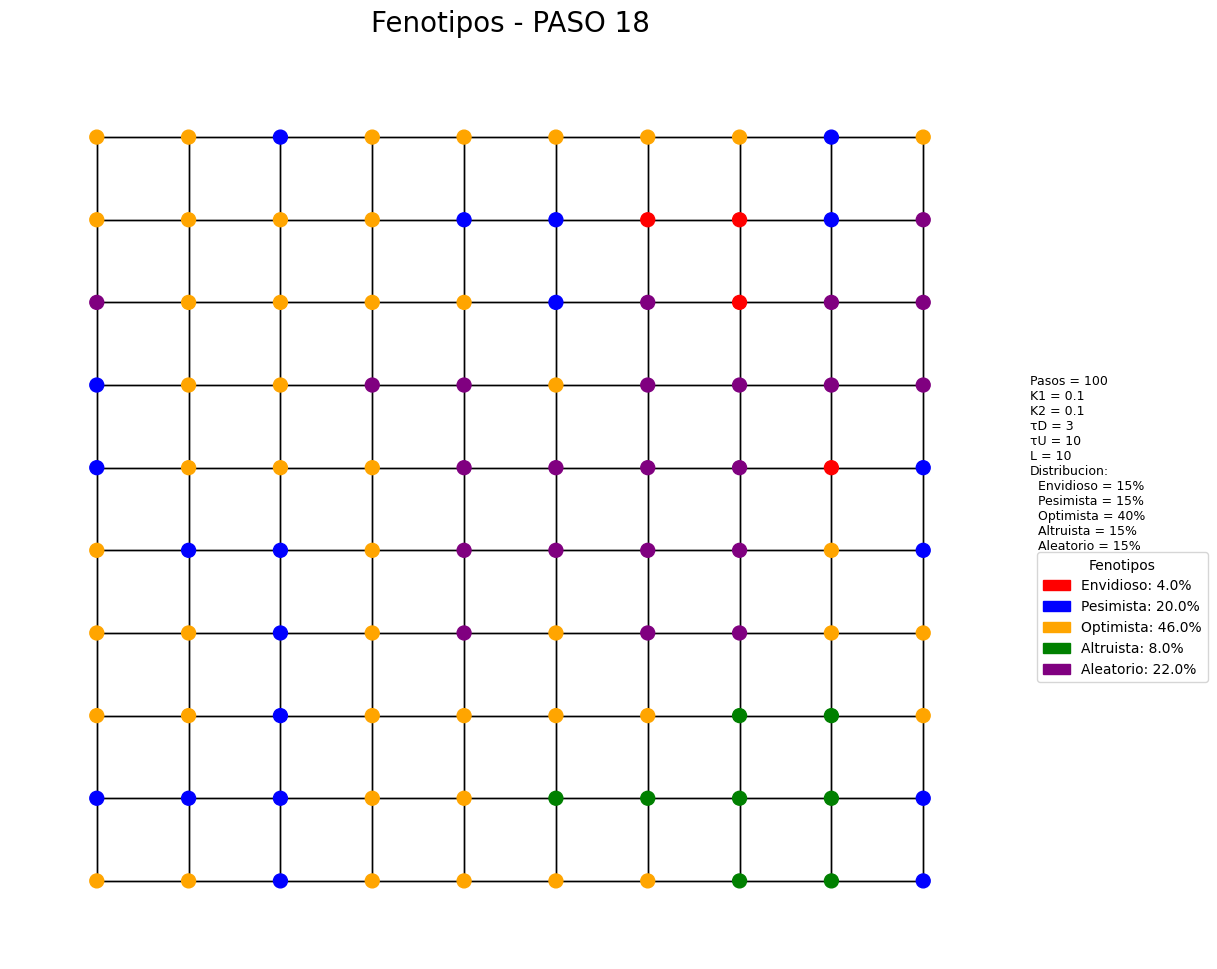 Fenotipos - PASO 18
Pasos = 100
K1 = 0.1
K2 = 0.1
τD = 3
τU = 10
L = 10
Distribucion:
Envidioso = 15%
Pesimista = 15%
Optimista = 40%
Altruista = 15%
Aleatorio = 15%
Fenotipos
Envidioso: 4.0%
Pesimista: 20.0%
Optimista: 46.0%
Altruista: 8.0%
Aleatorio: 22.0%